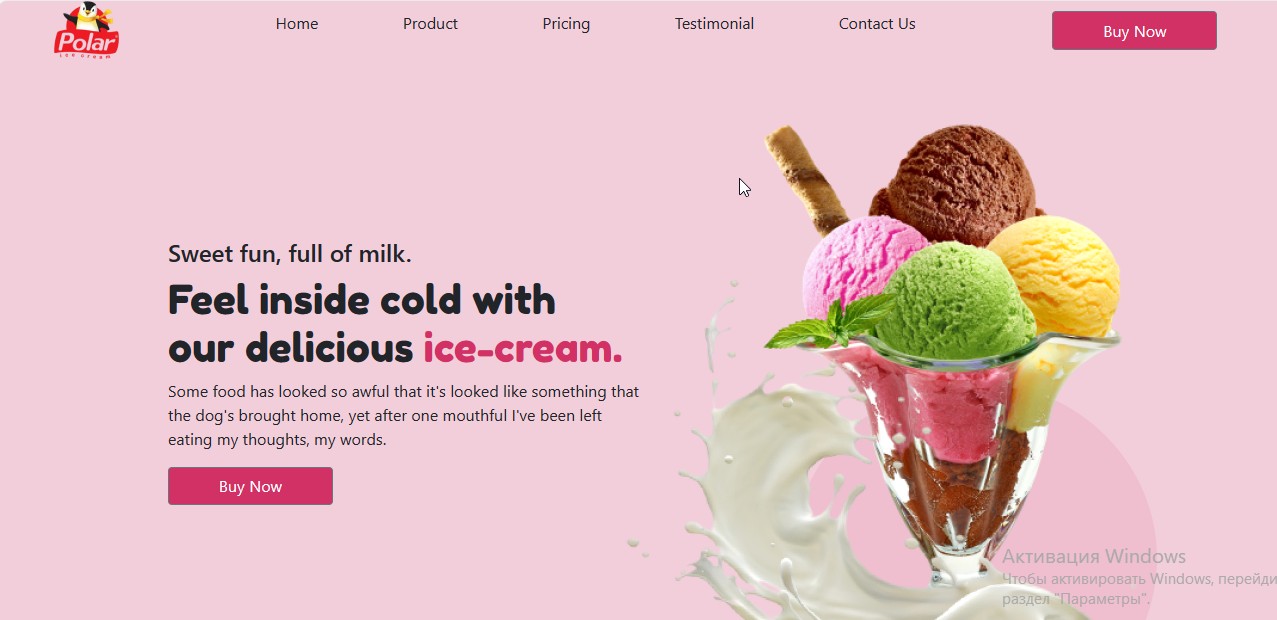 Polar
ice cream
Home Product Pricing Testimonial Contact Us Buy Now
Sweet fun, full of milk.
Feel inside cold with
our delicious ice-cream.
Some food has looked so awful that it's looked like something that
the dog's brought home, yet after one mouthful I've been left
eating my thoughts, my words.
Buy Now
Активация Windows
Чтобы активировать Windows, перейди
раздел "Параметры".